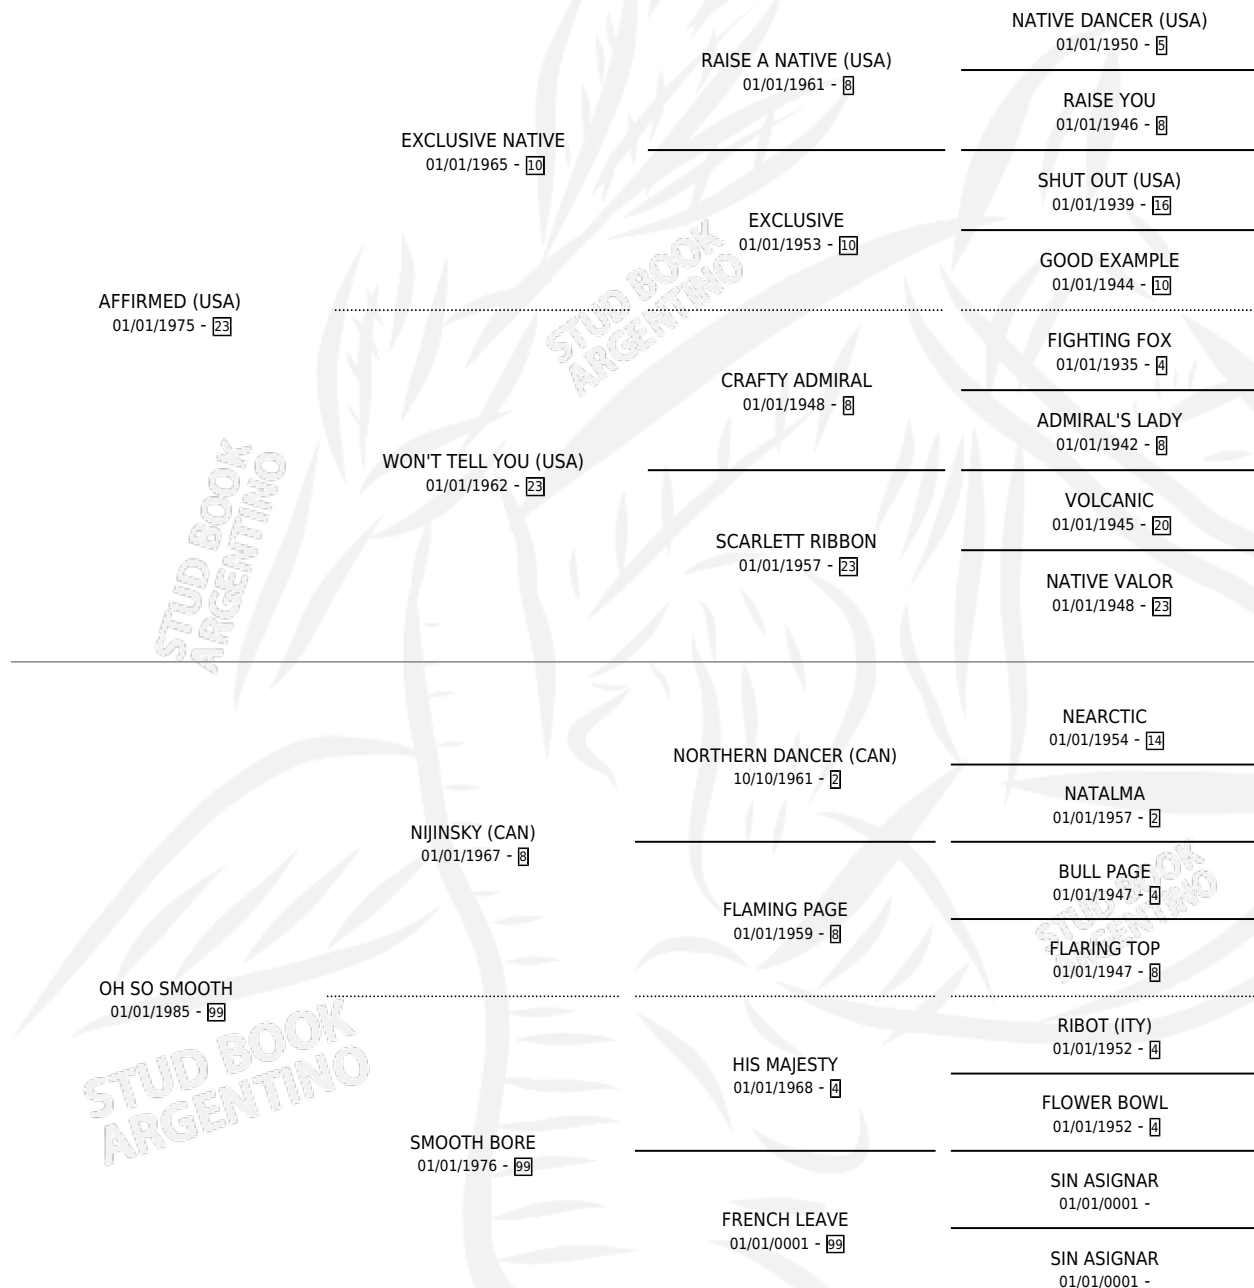 NATIVE DANCER (USA)
01/01/1950 - 5
RAISE A NATIVE (USA)
01/01/1961 - 8
RAISE YOU
01/01/1946 - 8
EXCLUSIVE NATIVE
01/01/1965 - 10
SHUT OUT (USA)
01/01/1939 - 16
EXCLUSIVE
01/01/1953 - 10
GOOD EXAMPLE
01/01/1944 - 10
AFFIRMED (USA)
01/01/1975 - 23
FIGHTING FOX
01/01/1935 - 4
CRAFTY ADMIRAL
01/01/1948 - 8
ADMIRAL'S LADY
01/01/1942 - 8
WON'T TELL YOU (USA)
01/01/1962 - 23
VOLCANIC
01/01/1945 - 20
SCARLETT RIBBON
01/01/1957 - 23
NATIVE VALOR
01/01/1948 - 23
STUD BOOK
ARGENTINO
STUD BOOK
ARGENTINO
NEARCTIC
01/01/1954 - 14
NORTHERN DANCER (CAN)
10/10/1961 - 2
NATALMA
01/01/1957 - 2
NIJINSKY (CAN)
01/01/1967 - 8
BULL PAGE
01/01/1947 - 4
FLAMING PAGE
01/01/1959 - 8
FLARING TOP
01/01/1947 - 8
OH SO SMOOTH
01/01/1985 - 99
RIBOT (ITY)
01/01/1952 - 4
HIS MAJESTY
01/01/1968 - 4
FLOWER BOWL
01/01/1952 - 4
SMOOTH BORE
01/01/1976 - 99
SIN ASIGNAR
01/01/0001 -
FRENCH LEAVE
01/01/0001 - 99
SIN ASIGNAR
01/01/0001 -
STUD BOOK
ARGENTINO
STUD BOOK
ARGENTINO